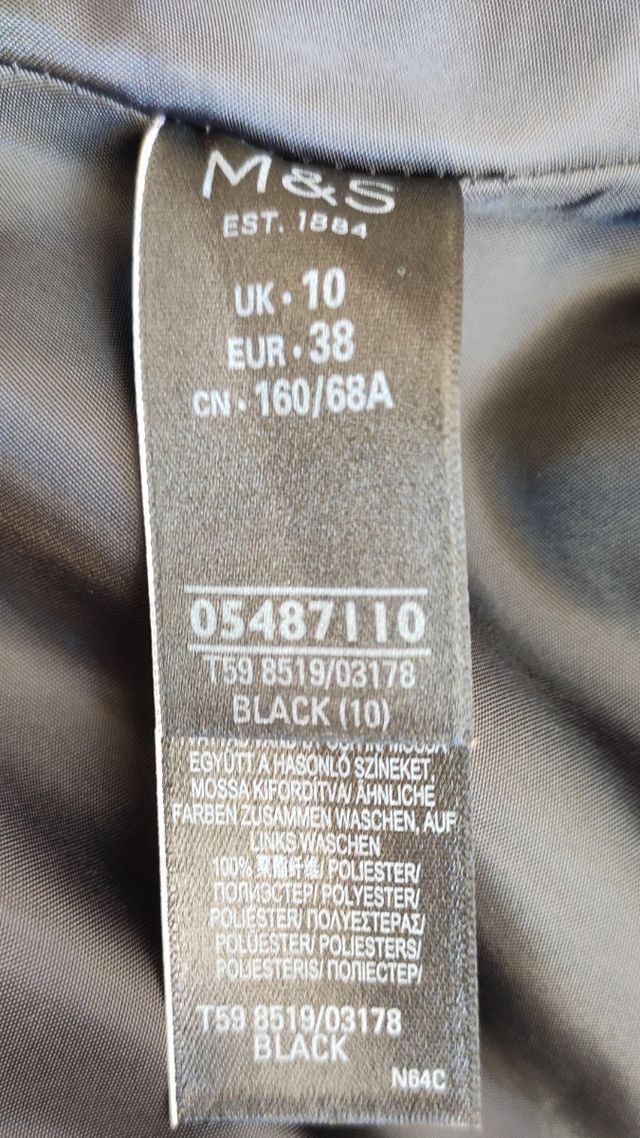 M&S
EST. 1884
UK • 10
EUR • 38
CN • 160/68A
05487110
T59 8519/03178
BLACK (10)
EGYÜTT A HASONLÓ SZÍNEKET,
MOSSA KIFORDÍTVA/ ÄHNLICHE
FARBEN ZUSAMMEN WASCHEN, AUF
LINKS WASCHEN
100% 聚酯纤维/ POLIESTER/
ПОЛИЭСТЕР/ POLYESTER/
POLIÉSTER/ ΠΟΛΥΕΣΤΕΡΑΣ/
POLÜESTER/ POLIESTERS/
POLIESTERIS/ ПОЛІЕСТЕР/
T59 8519/03178
BLACK
N64C